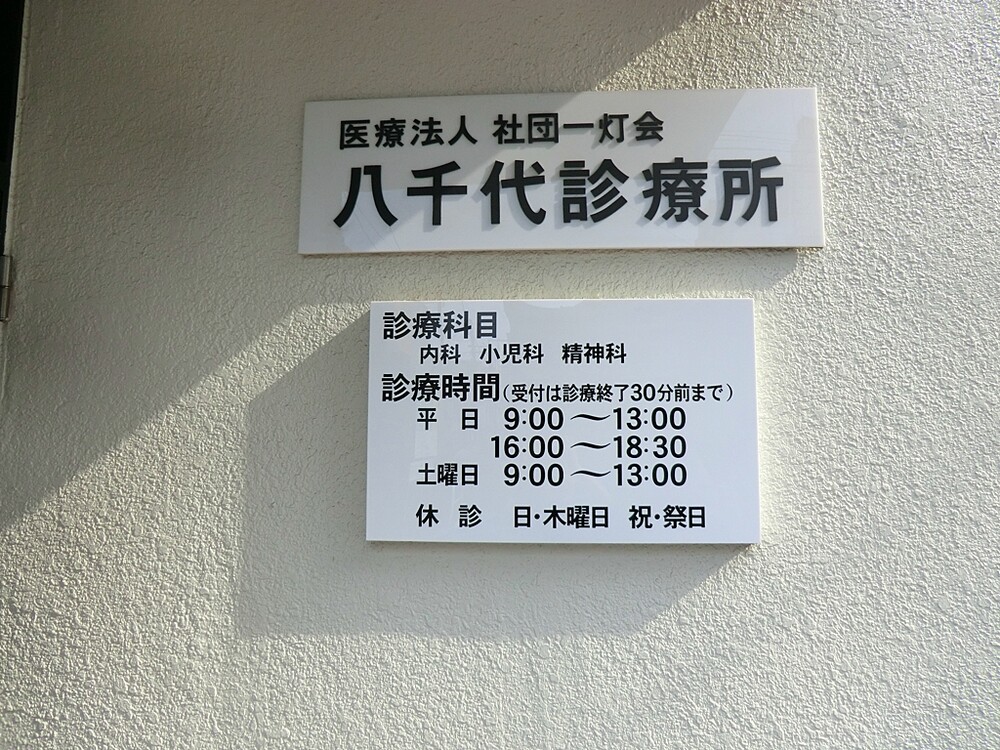 医療法人 社団一灯会
八千代診療所
診療科目
内科 小児科 精神科
診療時間(受付は診療終了30分前まで)
平 日 9:00〜13:00
16:00〜18:30
土曜日 9:00〜13:00
休 診 日・木曜日 祝・祭日